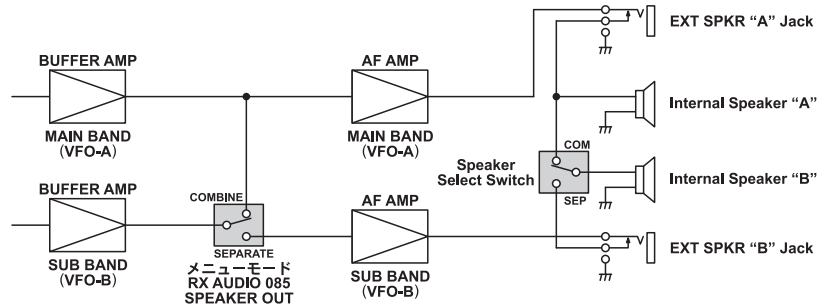 BUFFER AMP
MAIN BAND
(VFO-A)
AF AMP
MAIN BAND
(VFO-A)
EXT SPKR “A” Jack
Internal Speaker “A”
Speaker
Select Switch
COM
SEP
Internal Speaker “B”
BUFFER AMP
SUB BAND
(VFO-B)
COMBINE
SEPARATE
メニューモード
RX AUDIO 085
SPEAKER OUT
AF AMP
SUB BAND
(VFO-B)
EXT SPKR “B” Jack